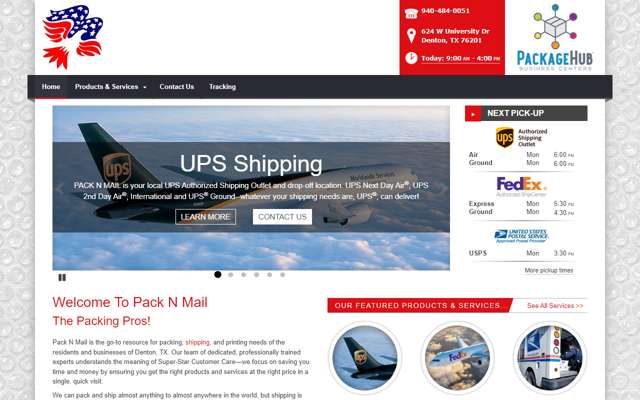 940-484-0051
624 W University Dr
Denton, TX 76201
Today: 9:00 AM - 4:00 PM
PACKAGEHUB
BUSINESS CENTERS
Home
Products & Services
Contact Us
Tracking
UPS Shipping
PACK N MAIL is your local UPS Authorized Shipping Outlet and drop-off location. UPS Next Day Air®, UPS
2nd Day Air®, International and UPS® Ground–whatever your shipping needs are, UPS®, can deliver!
LEARN MORE
CONTACT US
ups
Worldwide Services
NEXT PICK-UP
ups
Authorized
Shipping
Outlet
Air Mon 6:00 PM
Ground Mon 6:00 PM
FedEx
Authorized ShipCenter
Express Mon 5:30 PM
Ground Mon 4:30 PM
UNITED STATES
POSTAL SERVICE
Approved Postal Provider
USPS Mon 3:30 PM
More pickup times
Welcome To Pack N Mail
The Packing Pros!
Pack N Mail is the go-to resource for packing, shipping, and printing needs of the
residents and businesses of Denton, TX. Our team of dedicated, professionally trained
experts understands the meaning of Super-Star Customer Care—we focus on saving you
time and money by ensuring you get the right products and services at the right price in a
single, quick visit.
We can pack and ship almost anything to almost anywhere in the world, but shipping is
OUR FEATURED PRODUCTS & SERVICES...
See All Services >>
FedEx